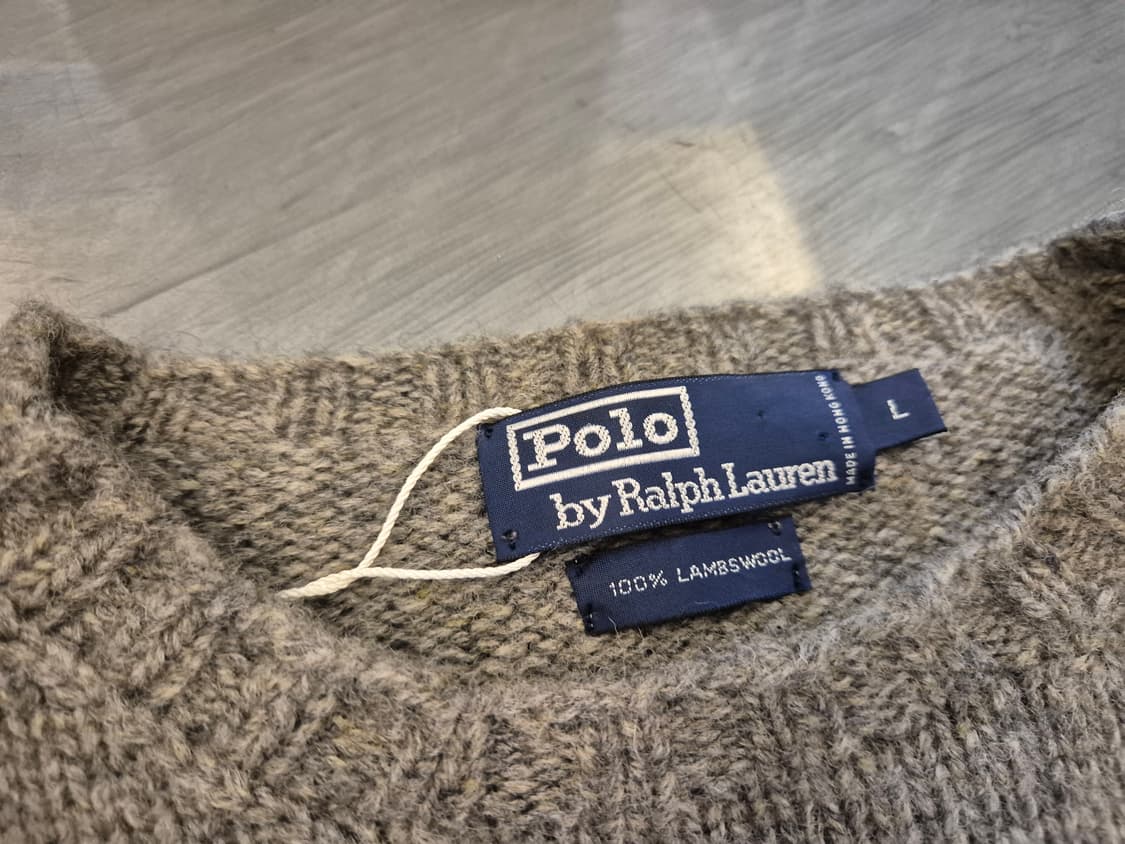 Polo
by Ralph Lauren
MADE IN HONG KONG
L
100% LAMBSWOOL